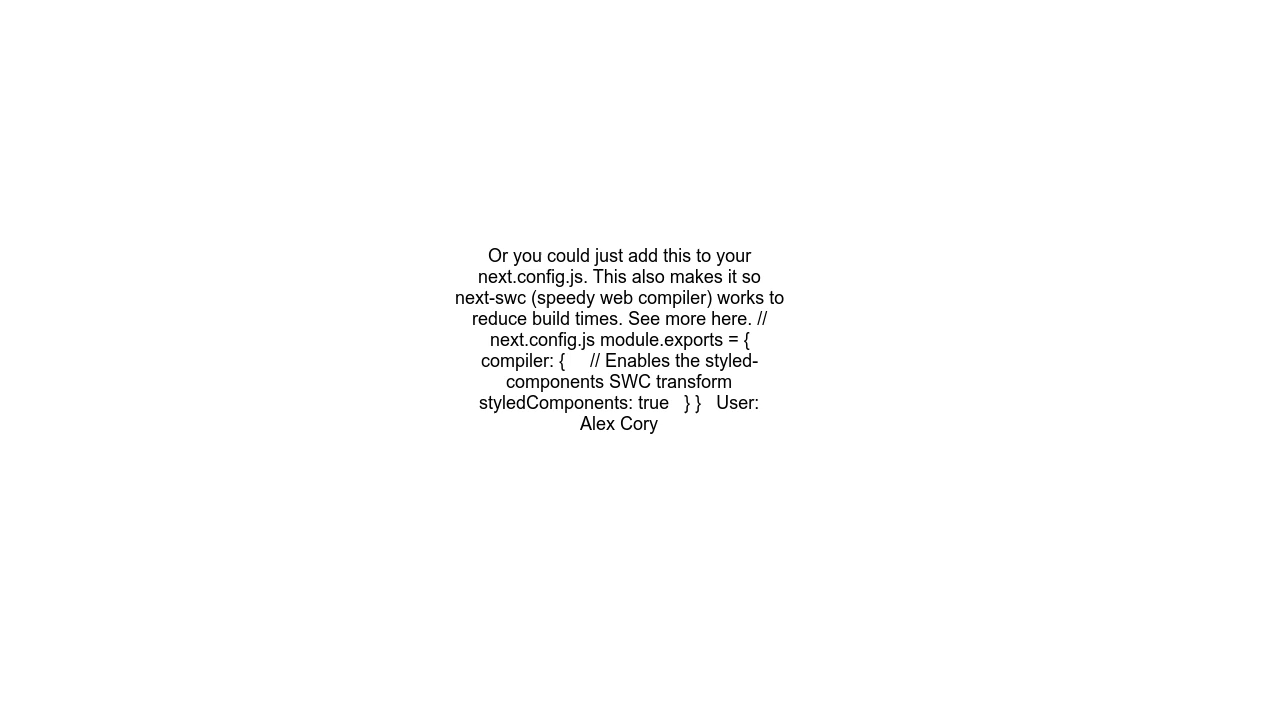 Or you could just add this to your
next.config.js. This also makes it so
next-swc (speedy web compiler) works to
reduce build times. See more here. //
next.config.js module.exports = {
compiler: {     // Enables the styled-
components SWC transform
styledComponents: true   } }   User:
Alex Cory